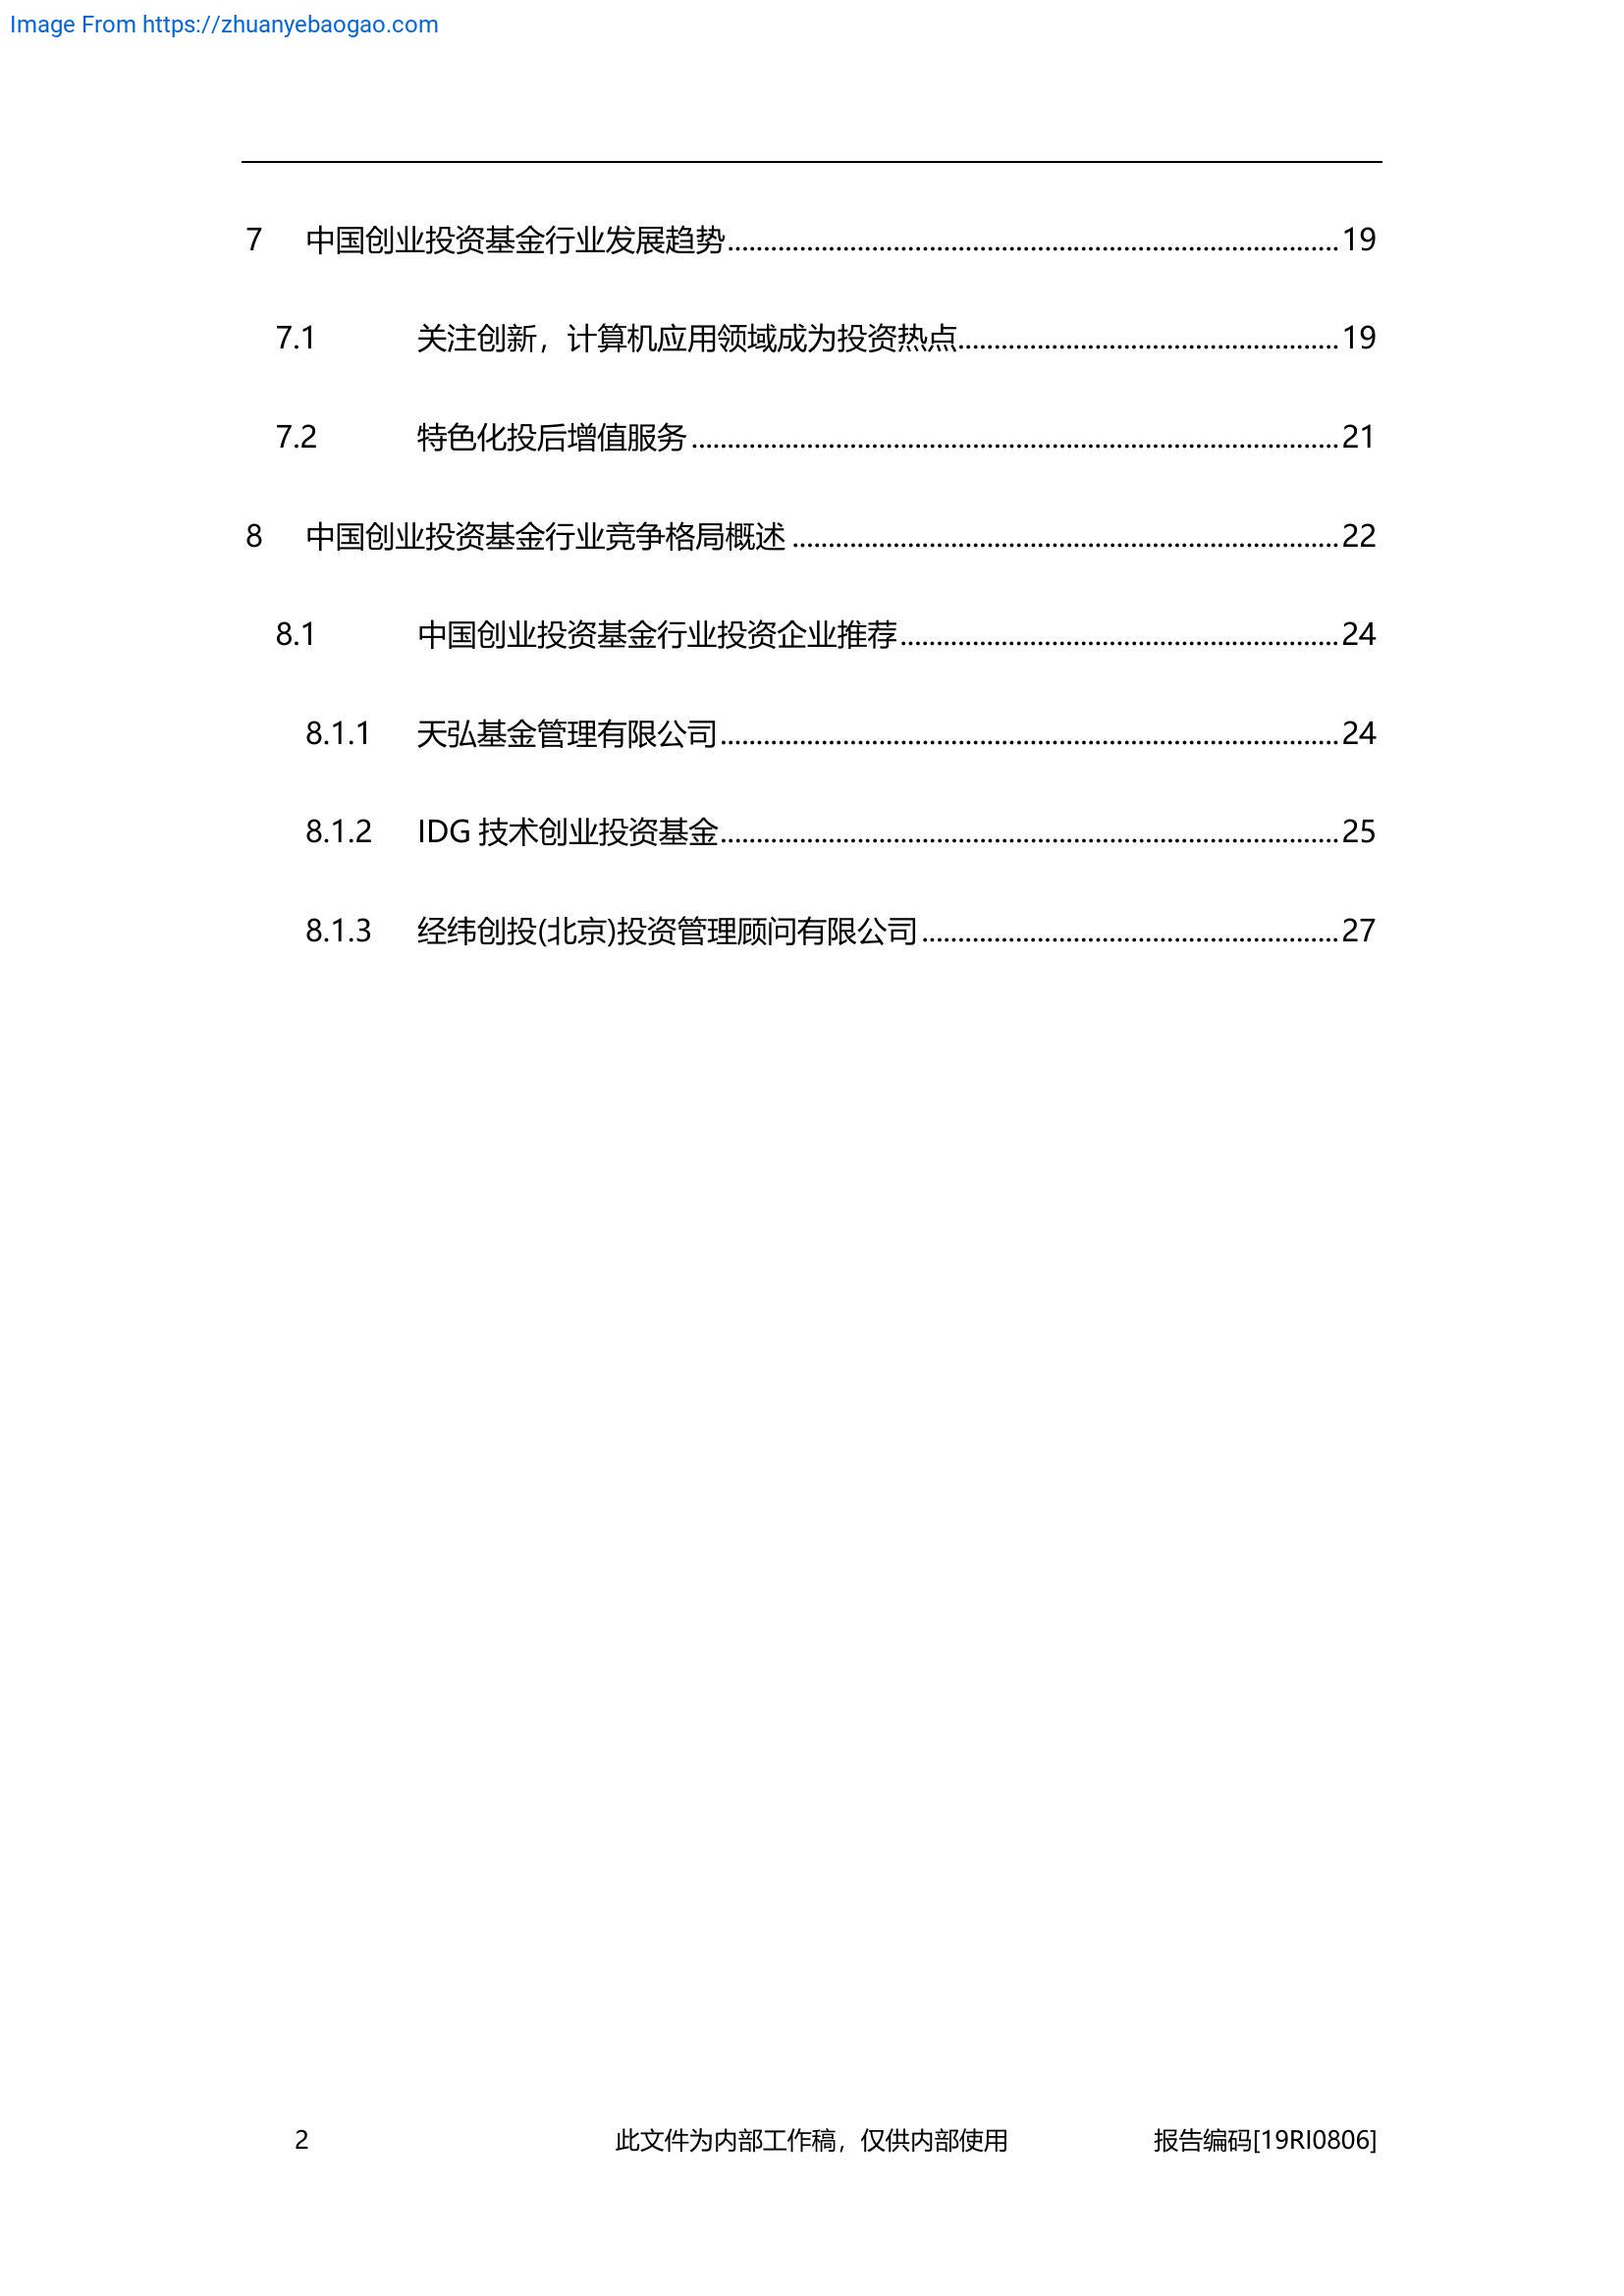 Image From https://zhuanyebaogao.com
7 中国创业投资基金行业发展趋势........................................19
7.1 关注创新，计算机应用领域成为投资热点........................................19
7.2 特色化投后增值服务........................................21
8 中国创业投资基金行业竞争格局概述........................................22
8.1 中国创业投资基金行业投资企业推荐........................................24
8.1.1 天弘基金管理有限公司........................................24
8.1.2 IDG 技术创业投资基金........................................25
8.1.3 经纬创投(北京)投资管理顾问有限公司........................................27
2 此文件为内部工作稿，仅供内部使用 报告编码[19RI0806]